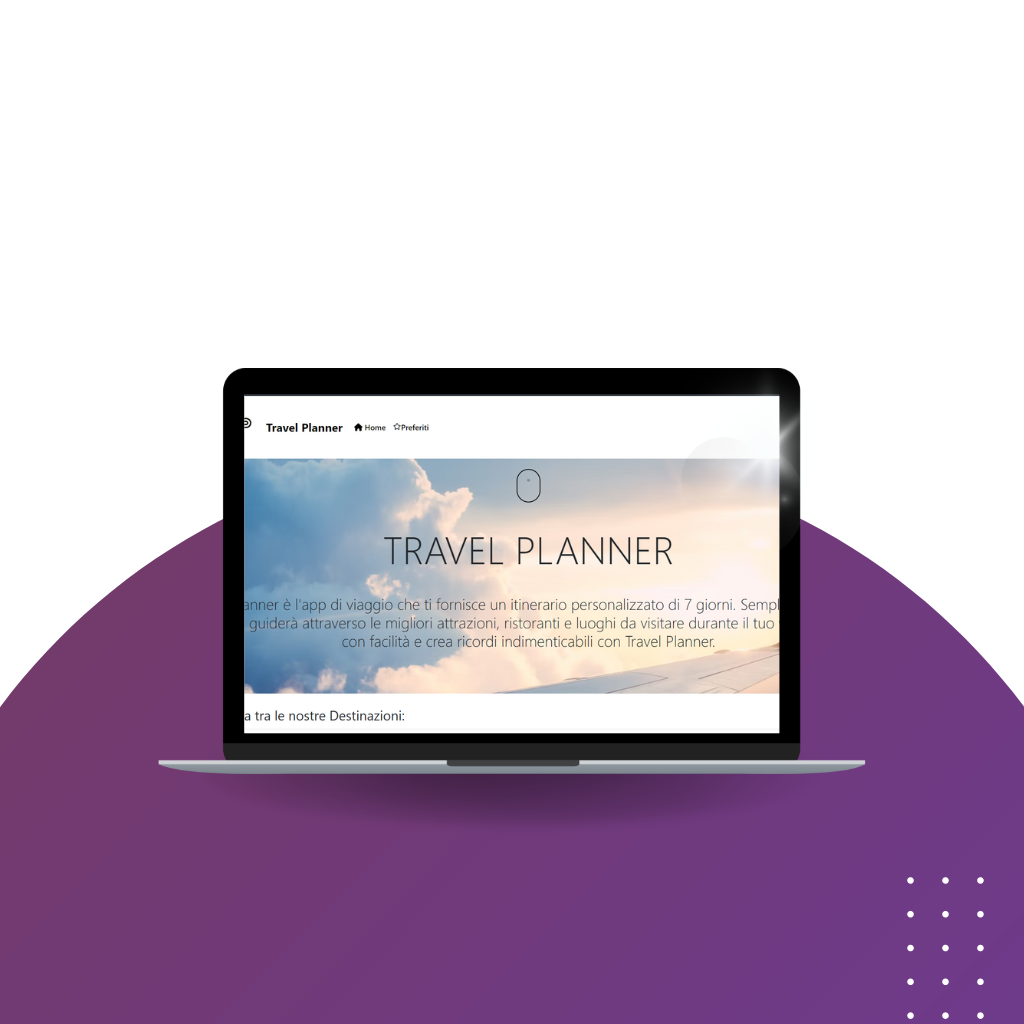 Travel Planner Home Preferiti
TRAVEL PLANNER
è l'app di viaggio che ti fornisce un itinerario personalizzato di 7 giorni.
guiderà attraverso le migliori attrazioni, ristoranti e luoghi da visitare durante il tuo
con facilità e crea ricordi indimenticabili con Travel Planner.
tra le nostre Destinazioni: